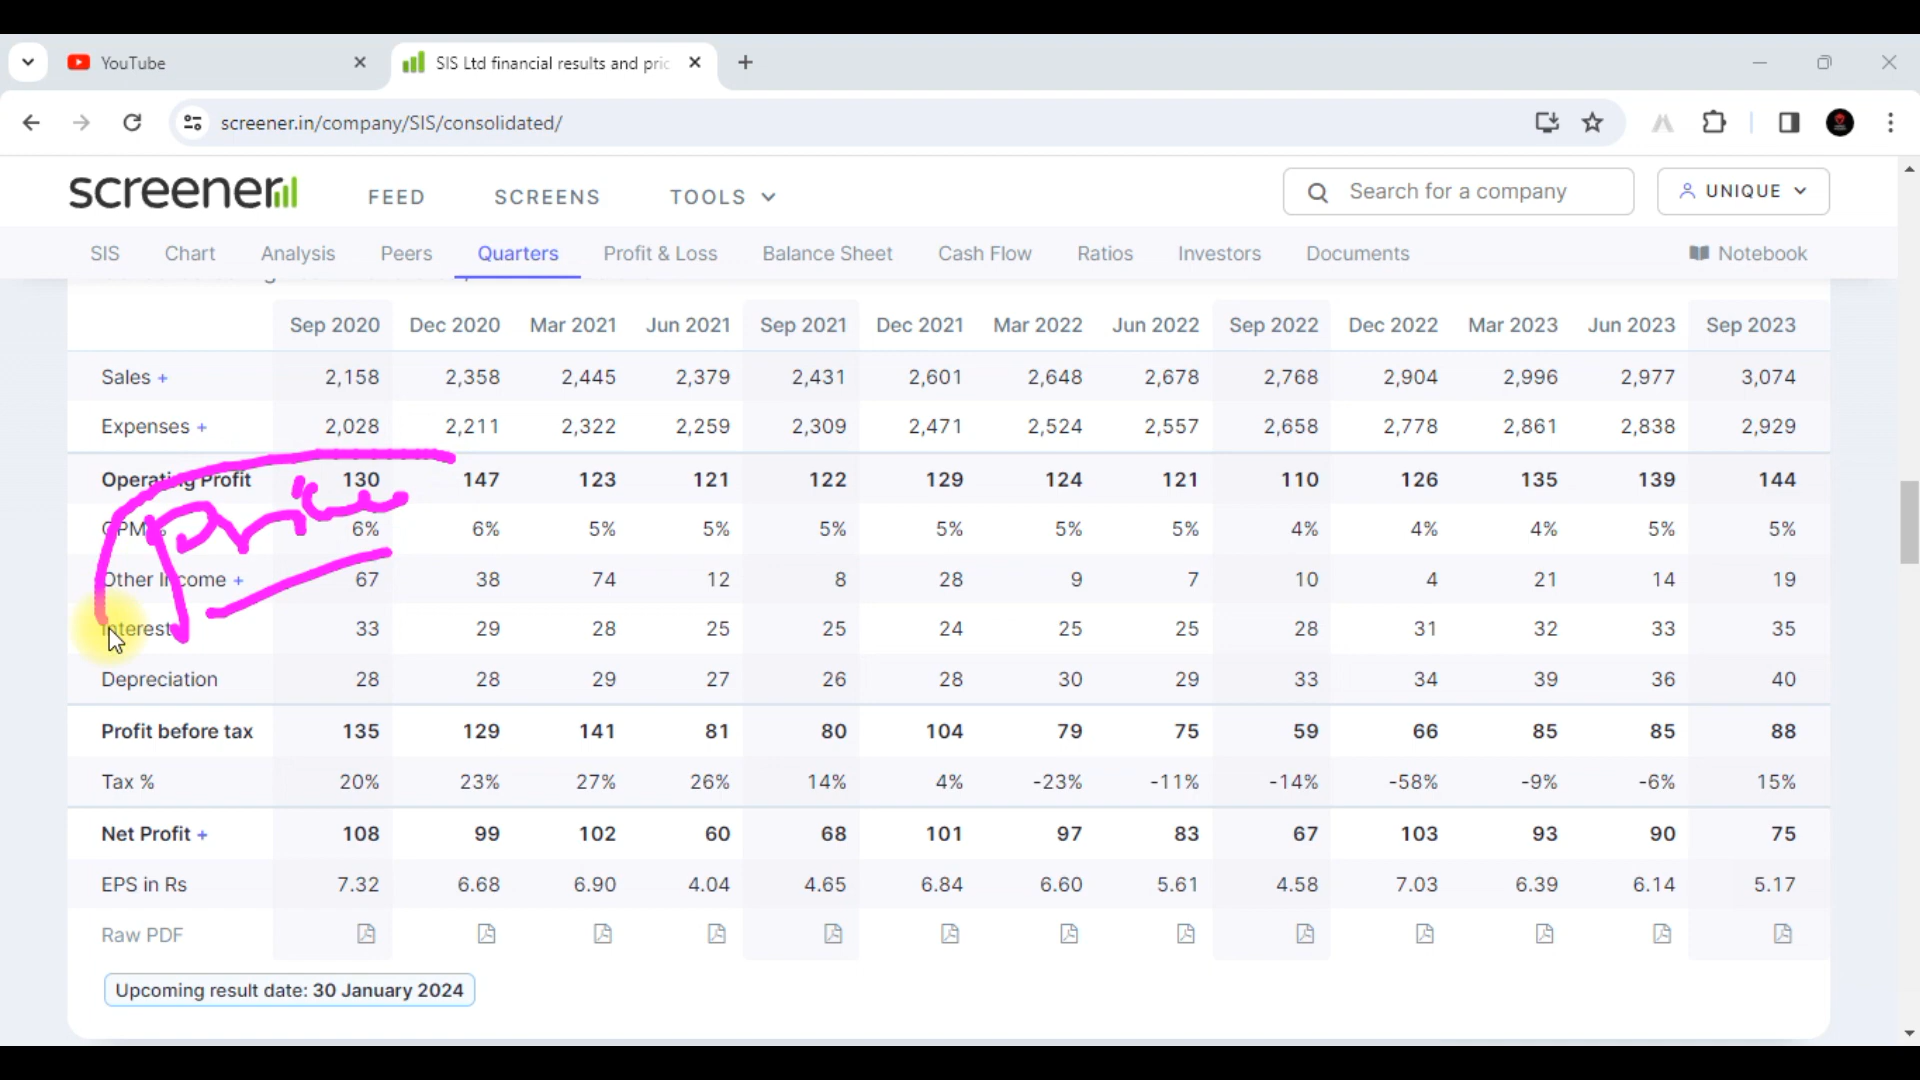 YouTube
SIS Ltd financial results and pric
screener.in/company/SIS/consolidated/
screener FEED SCREENS TOOLS Search for a company UNIQUE
SIS Chart Analysis Peers Quarters Profit & Loss Balance Sheet Cash Flow Ratios Investors Documents Notebook
Sep 2020 Dec 2020 Mar 2021 Jun 2021 Sep 2021 Dec 2021 Mar 2022 Jun 2022 Sep 2022 Dec 2022 Mar 2023 Jun 2023 Sep 2023
Sales + 2,158 2,358 2,445 2,379 2,431 2,601 2,648 2,678 2,768 2,904 2,996 2,977 3,074
Expenses + 2,028 2,211 2,322 2,259 2,309 2,471 2,524 2,557 2,658 2,778 2,861 2,838 2,929
Operating Profit 130 147 123 121 122 129 124 121 110 126 135 139 144
Price
OPM % 6% 6% 5% 5% 5% 5% 5% 5% 4% 4% 4% 5% 5%
Other Income + 67 38 74 12 8 28 9 7 10 4 21 14 19
Interest 33 29 28 25 25 24 25 25 28 31 32 33 35
Depreciation 28 28 29 27 26 28 30 29 33 34 39 36 40
Profit before tax 135 129 141 81 80 104 79 75 59 66 85 85 88
Tax % 20% 23% 27% 26% 14% 4% -23% -11% -14% -58% -9% -6% 15%
Net Profit + 108 99 102 60 68 101 97 83 67 103 93 90 75
EPS in Rs 7.32 6.68 6.90 4.04 4.65 6.84 6.60 5.61 4.58 7.03 6.39 6.14 5.17
Raw PDF
Upcoming result date: 30 January 2024